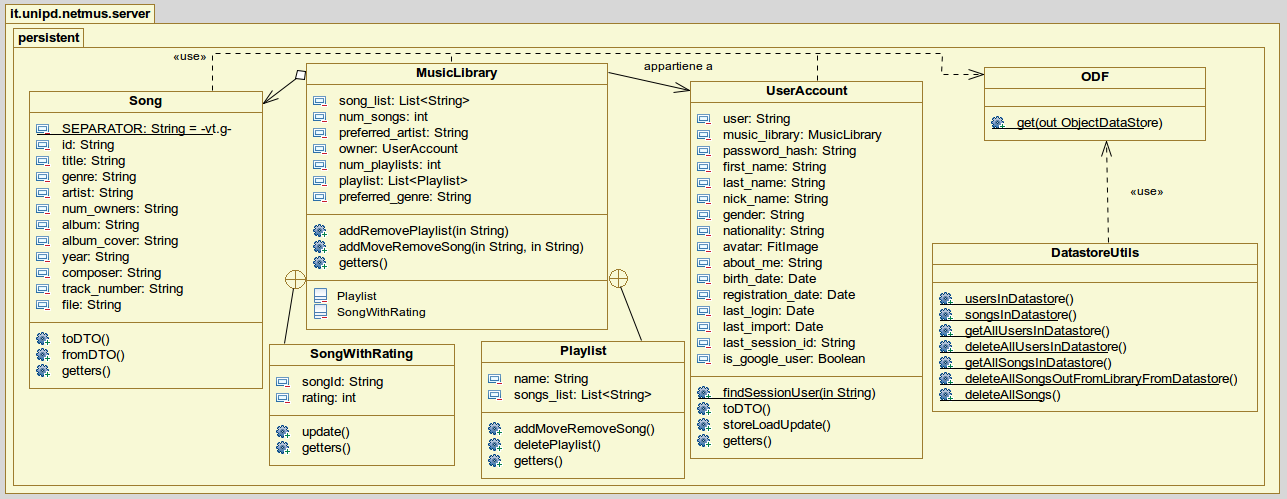 it.unipd.netmus.server
persistent
«use»
appartiene a
Song
SEPARATOR: String = -vt.g-
id: String
title: String
genre: String
artist: String
num_owners: String
album: String
album_cover: String
year: String
composer: String
track_number: String
file: String
toDTO()
fromDTO()
getters()
MusicLibrary
song_list: List<String>
num_songs: int
preferred_artist: String
owner: UserAccount
num_playlists: int
playlist: List<Playlist>
preferred_genre: String
addRemovePlaylist(in String)
addMoveRemoveSong(in String, in String)
getters()
Playlist
SongWithRating
SongWithRating
songId: String
rating: int
update()
getters()
Playlist
name: String
songs_list: List<String>
addMoveRemoveSong()
deletePlaylist()
getters()
UserAccount
user: String
music_library: MusicLibrary
password_hash: String
first_name: String
last_name: String
nick_name: String
gender: String
nationality: String
avatar: FitImage
about_me: String
birth_date: Date
registration_date: Date
last_login: Date
last_import: Date
last_session_id: String
is_google_user: Boolean
findSessionUser(in String)
toDTO()
storeLoadUpdate()
getters()
ODF
get(out ObjectDataStore)
«use»
DatastoreUtils
usersInDatastore()
songsInDatastore()
getAllUsersInDatastore()
deleteAllUsersInDatastore()
getAllSongsInDatastore()
deleteAllSongsOutFromLibraryFromDatastore()
deleteAllSongs()